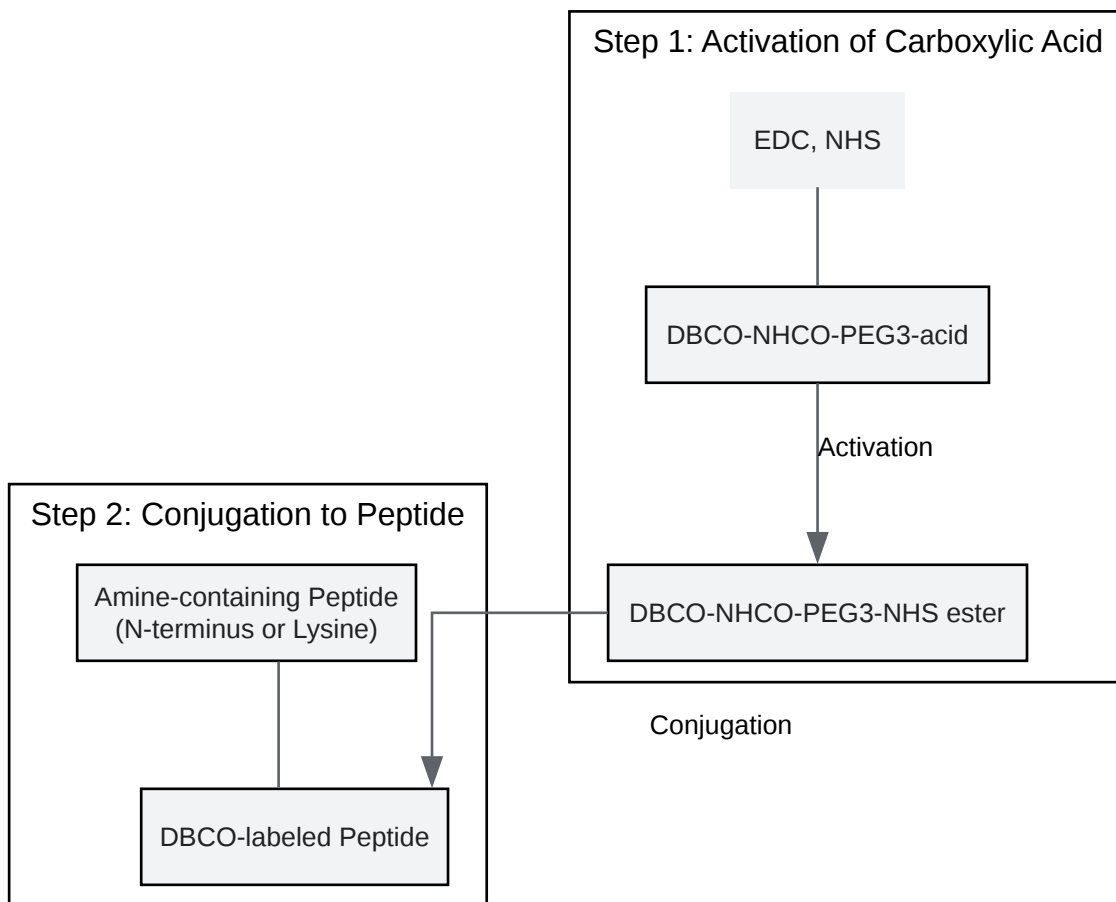 Step 1: Activation of Carboxylic Acid
EDC, NHS
DBCO-NHCO-PEG3-acid
Activation
DBCO-NHCO-PEG3-NHS ester
Conjugation
Step 2: Conjugation to Peptide
Amine-containing Peptide
(N-terminus or Lysine)
DBCO-labeled Peptide